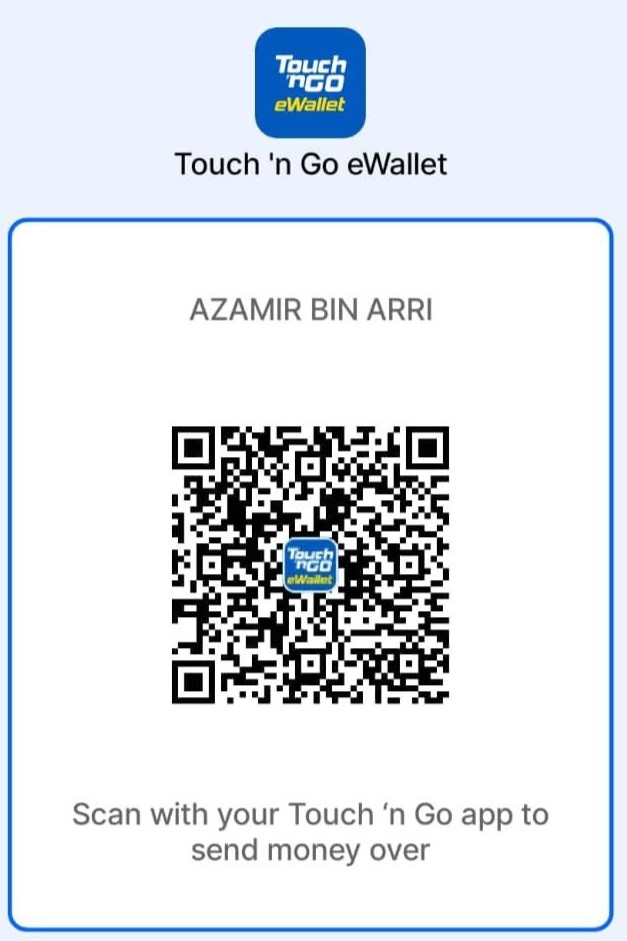 Touch
'nGO
eWallet
Touch 'n Go eWallet
AZAMIR BIN ARRI
Touch
'nGO
eWallet
Scan with your Touch ‘n Go app to
send money over